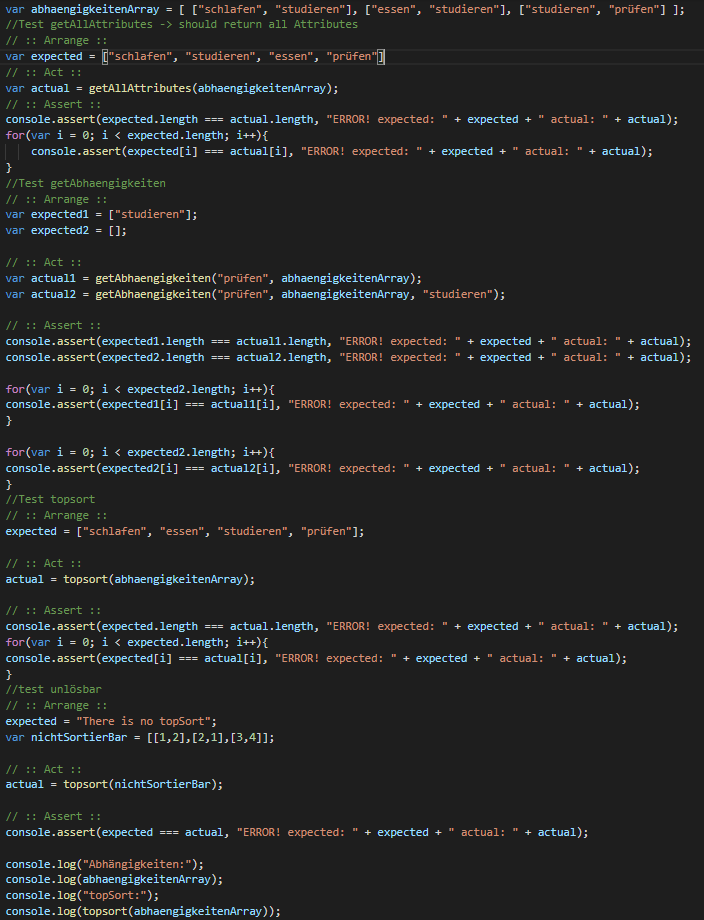 var abhaengigkeitenArray = [ ["schlafen", "studieren"], ["essen", "studieren"], ["studieren", "prüfen"] ];
//Test getAllAttributes -> should return all Attributes
// :: Arrange ::
var expected = ["schlafen", "studieren", "essen", "prüfen"]
// :: Act ::
var actual = getAllAttributes(abhaengigkeitenArray);
// :: Assert ::
console.assert(expected.length === actual.length, "ERROR! expected: " + expected + " actual: " + actual);
for(var i = 0; i < expected.length; i++){
    console.assert(expected[i] === actual[i], "ERROR! expected: " + expected + " actual: " + actual);
}
//Test getAbhaengigkeiten
// :: Arrange ::
var expected1 = ["studieren"];
var expected2 = [];
// :: Act ::
var actual1 = getAbhaengigkeiten("prüfen", abhaengigkeitenArray);
var actual2 = getAbhaengigkeiten("prüfen", abhaengigkeitenArray, "studieren");
// :: Assert ::
console.assert(expected1.length === actual1.length, "ERROR! expected: " + expected + " actual: " + actual);
console.assert(expected2.length === actual2.length, "ERROR! expected: " + expected + " actual: " + actual);
for(var i = 0; i < expected2.length; i++){
console.assert(expected1[i] === actual1[i], "ERROR! expected: " + expected + " actual: " + actual);
}
for(var i = 0; i < expected2.length; i++){
console.assert(expected2[i] === actual2[i], "ERROR! expected: " + expected + " actual: " + actual);
}
//Test topsort
// :: Arrange ::
expected = ["schlafen", "essen", "studieren", "prüfen"];
// :: Act ::
actual = topsort(abhaengigkeitenArray);
// :: Assert ::
console.assert(expected.length === actual.length, "ERROR! expected: " + expected + " actual: " + actual);
for(var i = 0; i < expected.length; i++){
console.assert(expected[i] === actual[i], "ERROR! expected: " + expected + " actual: " + actual);
}
//test unlösbar
// :: Arrange ::
expected = "There is no topSort";
var nichtSortierBar = [[1,2],[2,1],[3,4]];
// :: Act ::
actual = topsort(nichtSortierBar);
// :: Assert ::
console.assert(expected === actual, "ERROR! expected: " + expected + " actual: " + actual);
console.log("Abhängigkeiten:");
console.log(abhaengigkeitenArray);
console.log("topSort:");
console.log(topsort(abhaengigkeitenArray));